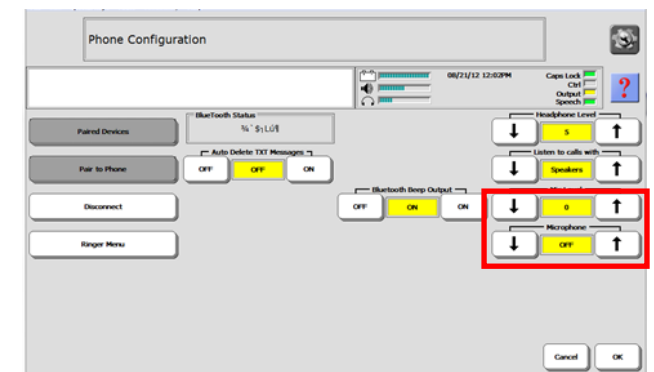 Phone Configuration
08/21/12 12:02PM
Caps Lock
Ctrl
Output
Speech
?
BlueTooth Status
Headphone Level
Paired Devices
5
Auto Delete TXT Messages
Listen to calls with
Pair to Phone
OFF OFF ON
Speakers
Bluetooth Beep Output
Disconnect
OFF ON ON
0
Microphone
Ringer Menu
OFF
Cancel OK